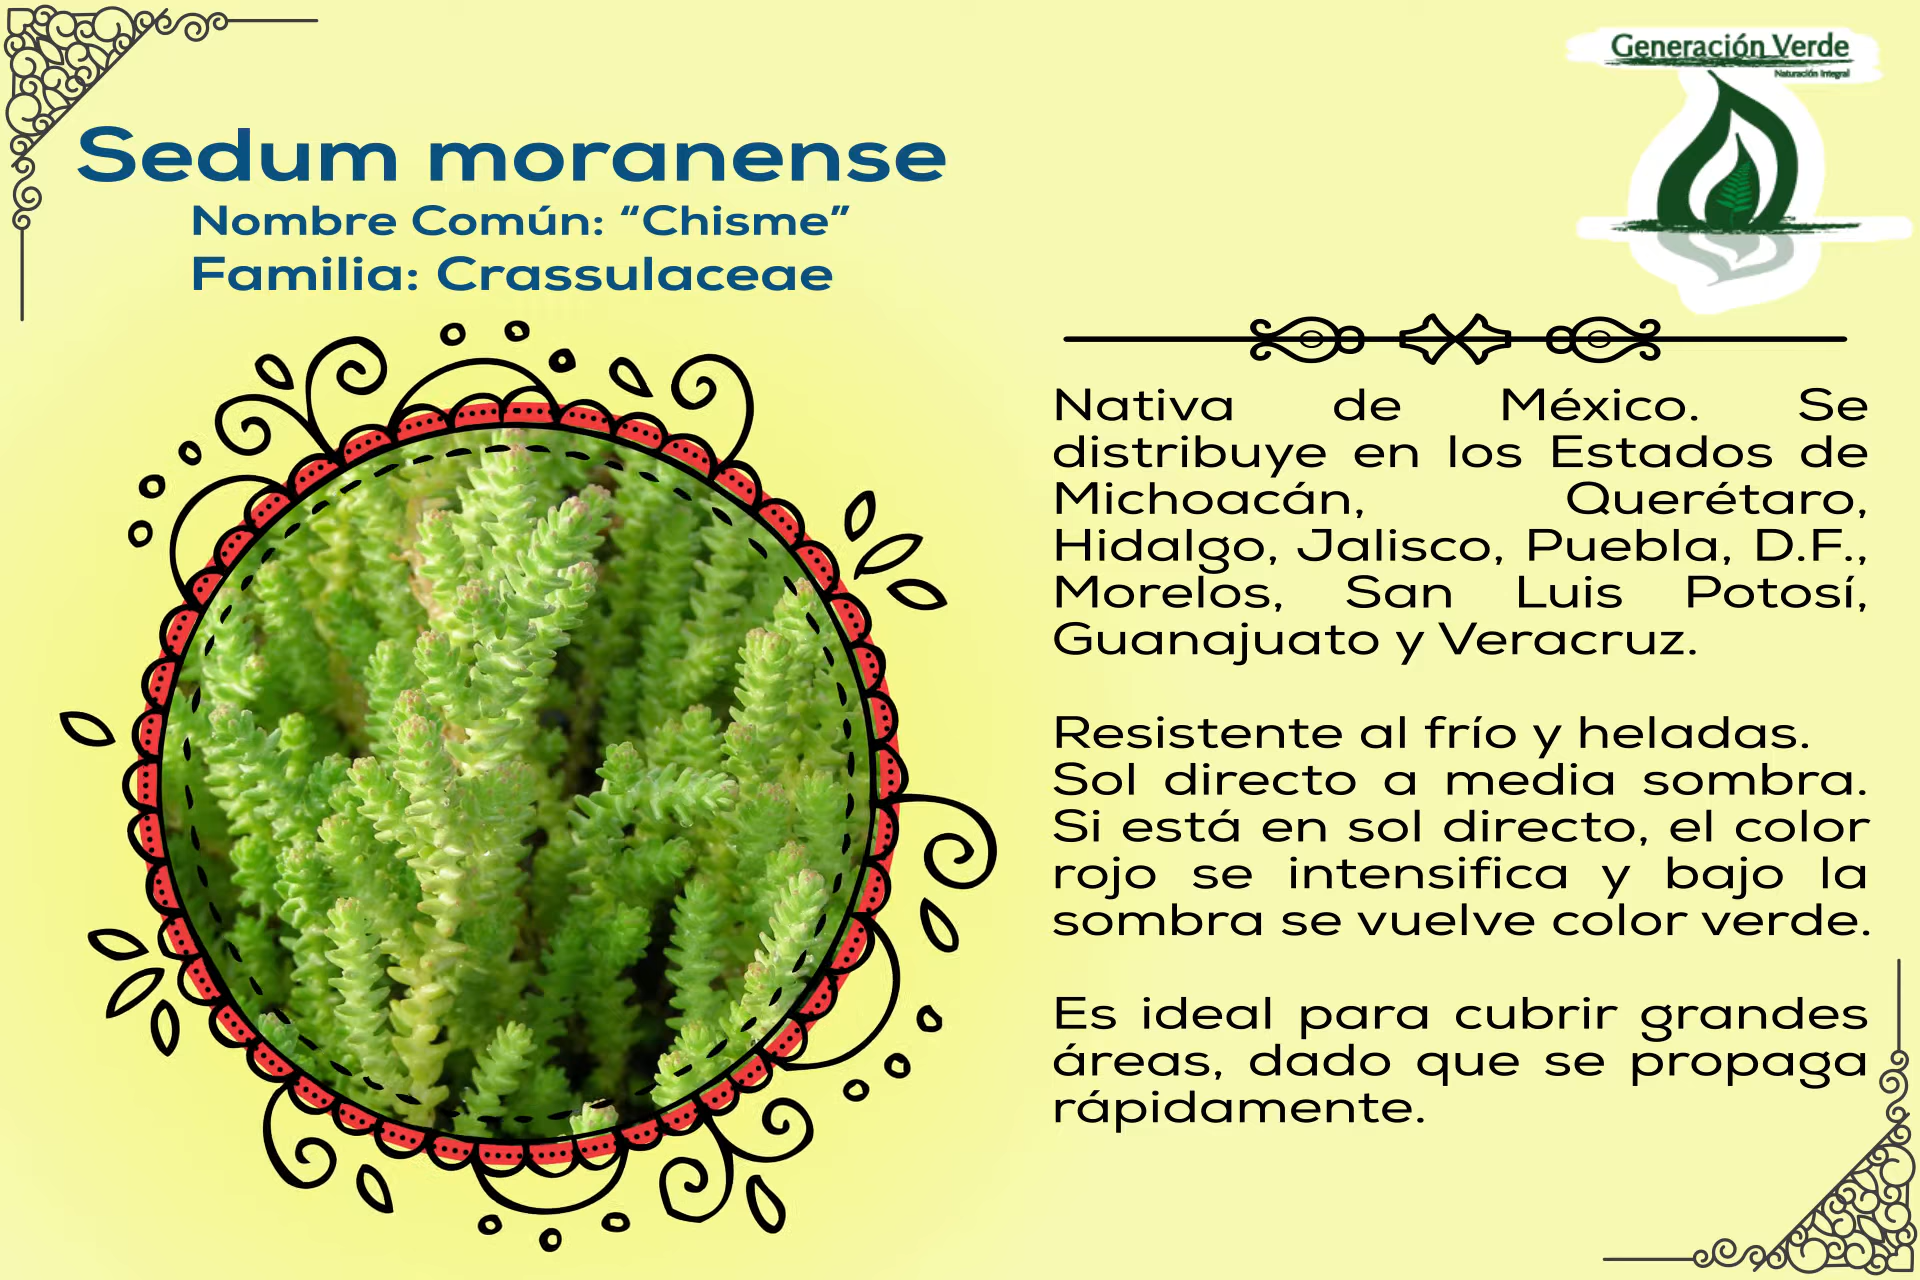 Generación Verde
Naturación Integral
Sedum moranense
Nombre Común: “Chisme”
Familia: Crassulaceae
Nativa de México. Se
distribuye en los Estados de
Michoacán, Querétaro,
Hidalgo, Jalisco, Puebla, D.F.,
Morelos, San Luis Potosí,
Guanajuato y Veracruz.
Resistente al frío y heladas.
Sol directo a media sombra.
Si está en sol directo, el color
rojo se intensifica y bajo la
sombra se vuelve color verde.
Es ideal para cubrir grandes
áreas, dado que se propaga
rápidamente.